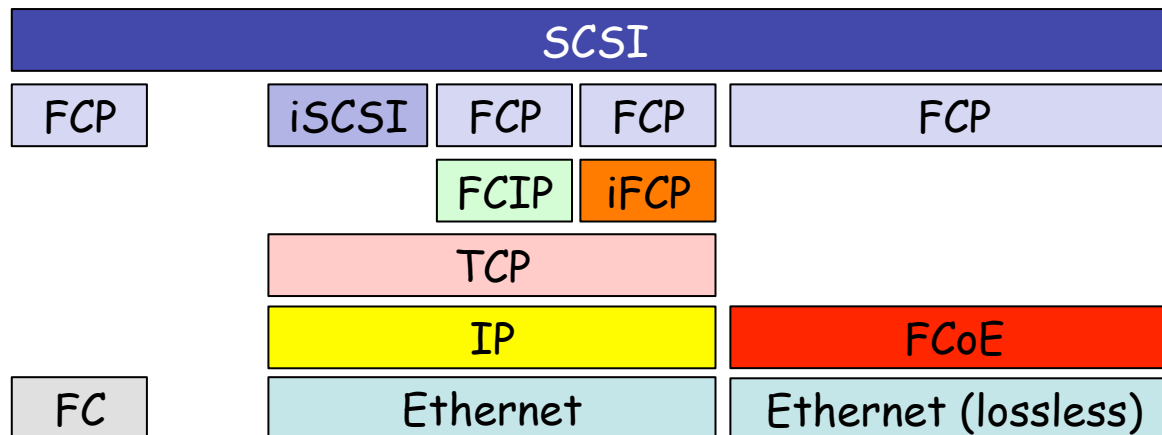 SCSI
FCP iSCSI FCP FCP FCP
FCIP iFCP
TCP
IP FCoE
FC Ethernet Ethernet (lossless)